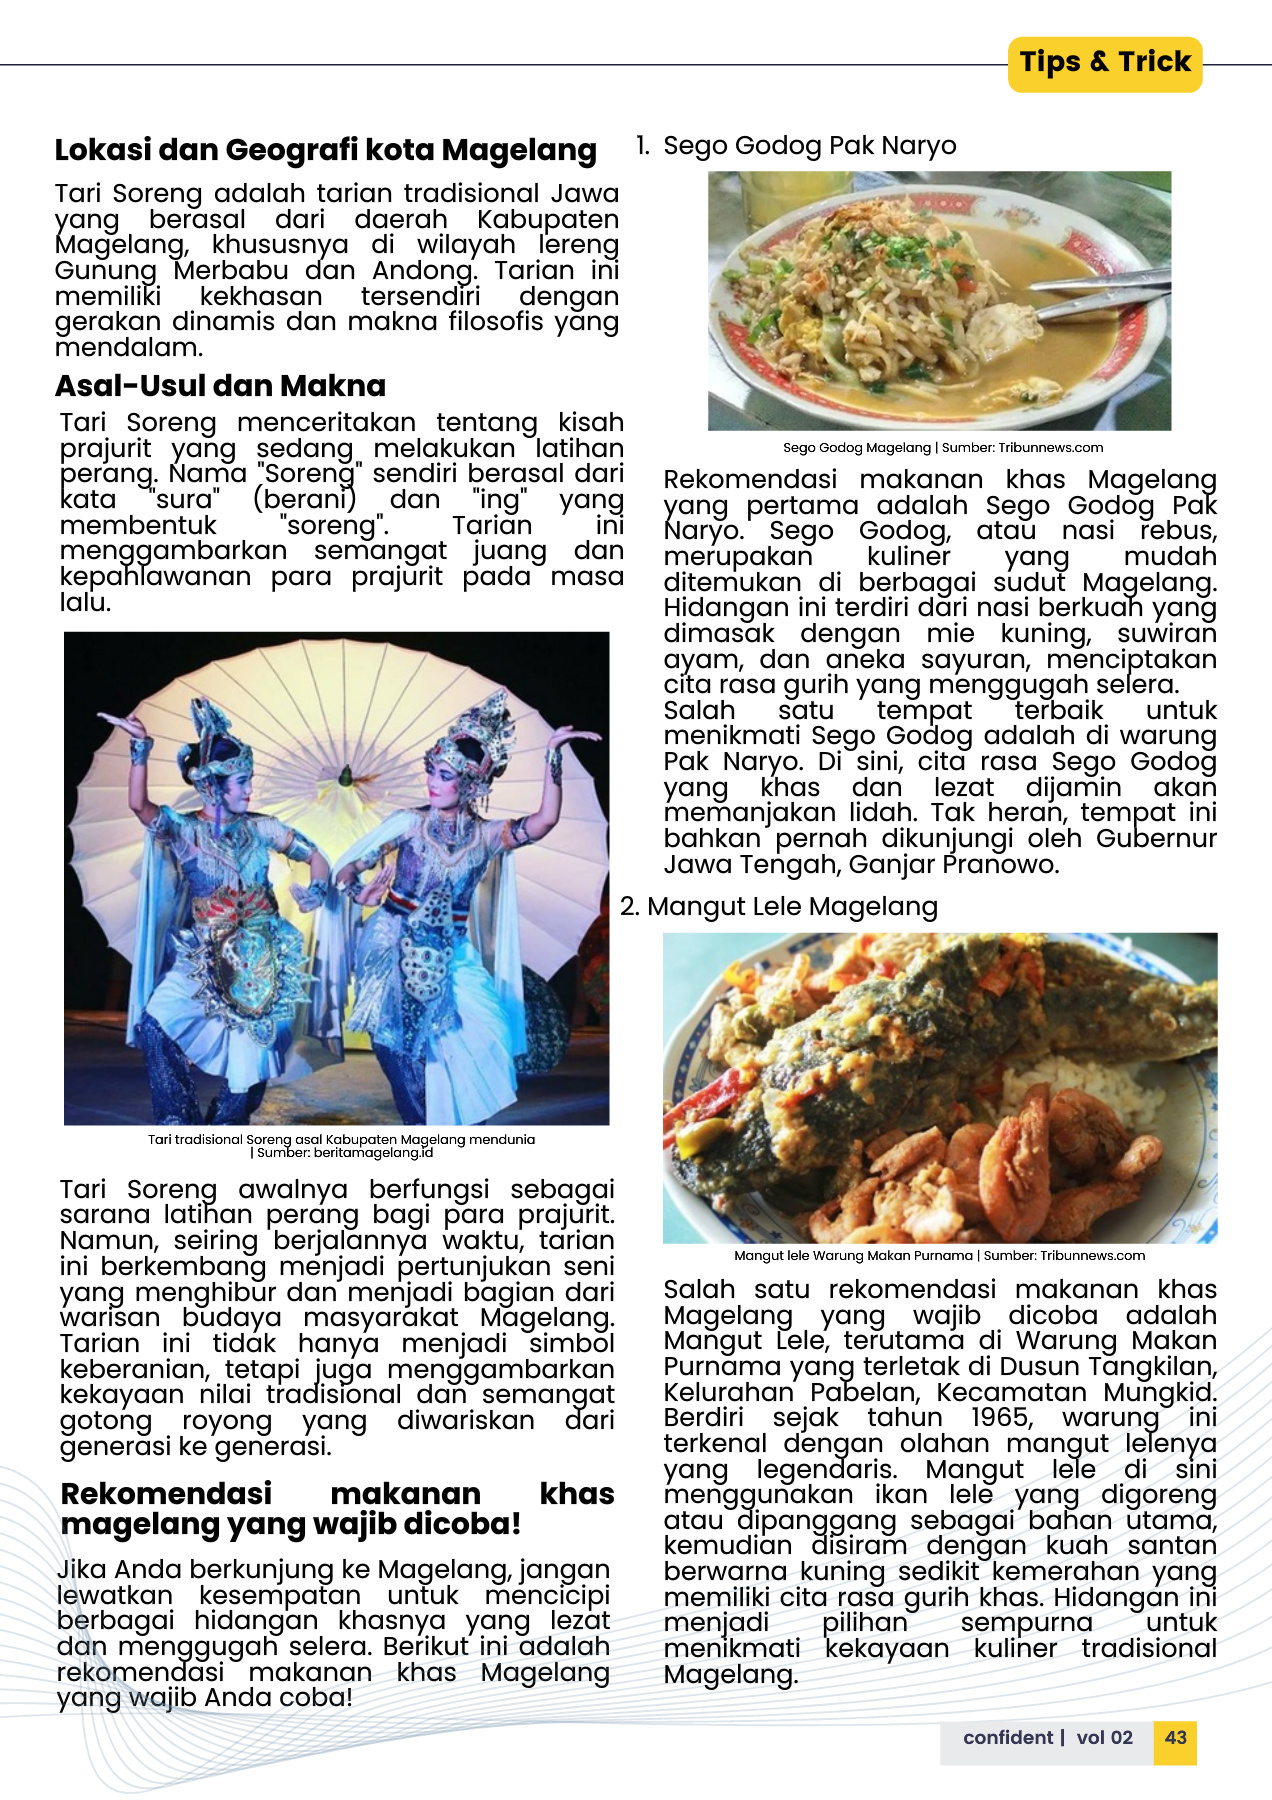 Tips & Trick
Lokasi dan Geografi kota Magelang
Tari Soreng adalah tarian tradisional Jawa
yang berasal dari daerah Kabupaten
Magelang, khususnya di wilayah lereng
Gunung Merbabu dan Andong. Tarian ini
memiliki kekhasan tersendiri dengan
gerakan dinamis dan makna filosofis yang
mendalam.
Asal-Usul dan Makna
Tari Soreng menceritakan tentang kisah
prajurit yang sedang melakukan latihan
perang. Nama "Soreng" sendiri berasal dari
kata "sura" (berani) dan "ing" yang
membentuk "soreng". Tarian ini
menggambarkan semangat juang dan
kepahlawanan para prajurit pada masa
lalu.
Tari tradisional Soreng asal Kabupaten Magelang mendunia
| Sumber: beritamagelang.id
Tari Soreng awalnya berfungsi sebagai
sarana latihan perang bagi para prajurit.
Namun, seiring berjalannya waktu, tarian
ini berkembang menjadi pertunjukan seni
yang menghibur dan menjadi bagian dari
warisan budaya masyarakat Magelang.
Tarian ini tidak hanya menjadi simbol
keberanian, tetapi juga menggambarkan
kekayaan nilai tradisional dan semangat
gotong royong yang diwariskan dari
generasi ke generasi.
Rekomendasi makanan khas
magelang yang wajib dicoba!
Jika Anda berkunjung ke Magelang, jangan
lewatkan kesempatan untuk mencicipi
berbagai hidangan khasnya yang lezat
dan menggugah selera. Berikut ini adalah
rekomendasi makanan khas Magelang
yang wajib Anda coba!
1. Sego Godog Pak Naryo
Sego Godog Magelang | Sumber: Tribunnews.com
Rekomendasi makanan khas Magelang
yang pertama adalah Sego Godog Pak
Naryo. Sego Godog, atau nasi rebus,
merupakan kuliner yang mudah
ditemukan di berbagai sudut Magelang.
Hidangan ini terdiri dari nasi berkuah yang
dimasak dengan mie kuning, suwiran
ayam, dan aneka sayuran, menciptakan
cita rasa gurih yang menggugah selera.
Salah satu tempat terbaik untuk
menikmati Sego Godog adalah di warung
Pak Naryo. Di sini, cita rasa Sego Godog
yang khas dan lezat dijamin akan
memanjakan lidah. Tak heran, tempat ini
bahkan pernah dikunjungi oleh Gubernur
Jawa Tengah, Ganjar Pranowo.
2. Mangut Lele Magelang
Mangut lele Warung Makan Purnama | Sumber: Tribunnews.com
Salah satu rekomendasi makanan khas
Magelang yang wajib dicoba adalah
Mangut Lele, terutama di Warung Makan
Purnama yang terletak di Dusun Tangkilan,
Kelurahan Pabelan, Kecamatan Mungkid.
Berdiri sejak tahun 1965, warung ini
terkenal dengan olahan mangut lelenya
yang legendaris. Mangut lele di sini
menggunakan ikan lele yang digoreng
atau dipanggang sebagai bahan utama,
kemudian disiram dengan kuah santan
berwarna kuning sedikit kemerahan yang
memiliki cita rasa gurih khas. Hidangan ini
menjadi pilihan sempurna untuk
menikmati kekayaan kuliner tradisional
Magelang.
confident | vol 02 43